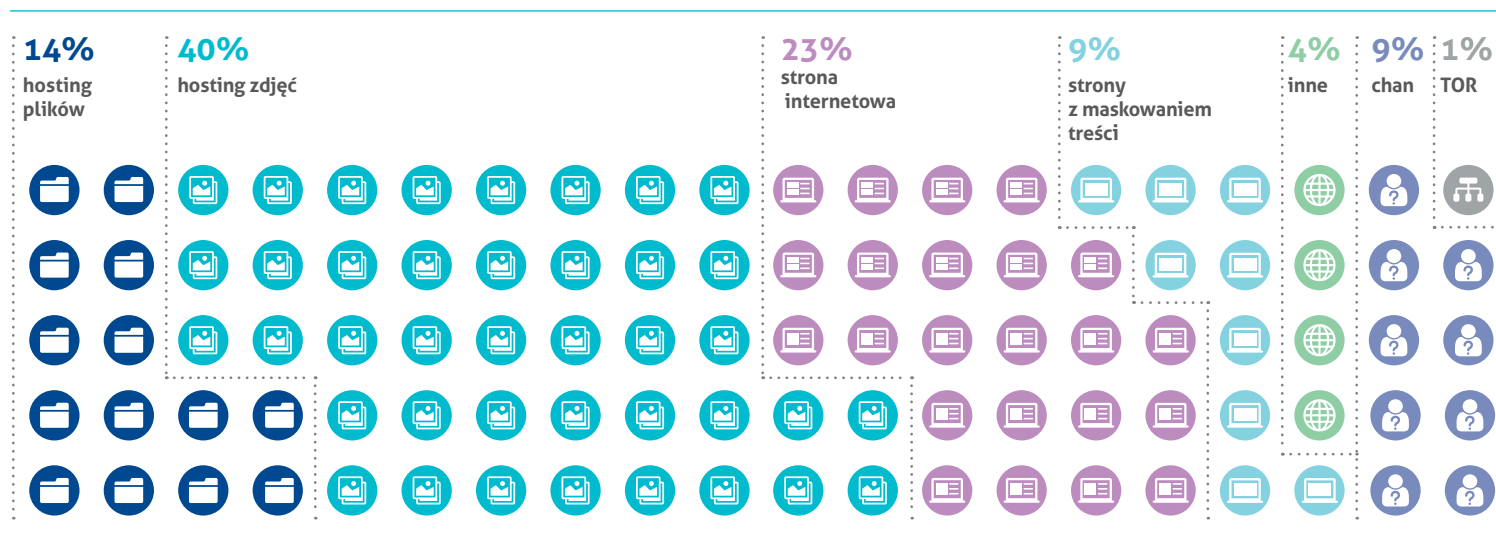 14%
hosting
plików
40%
hosting zdjęć
23%
strona
internetowa
9%
strony
z maskowaniem
treści
4%
inne
9%
chan
1%
TOR